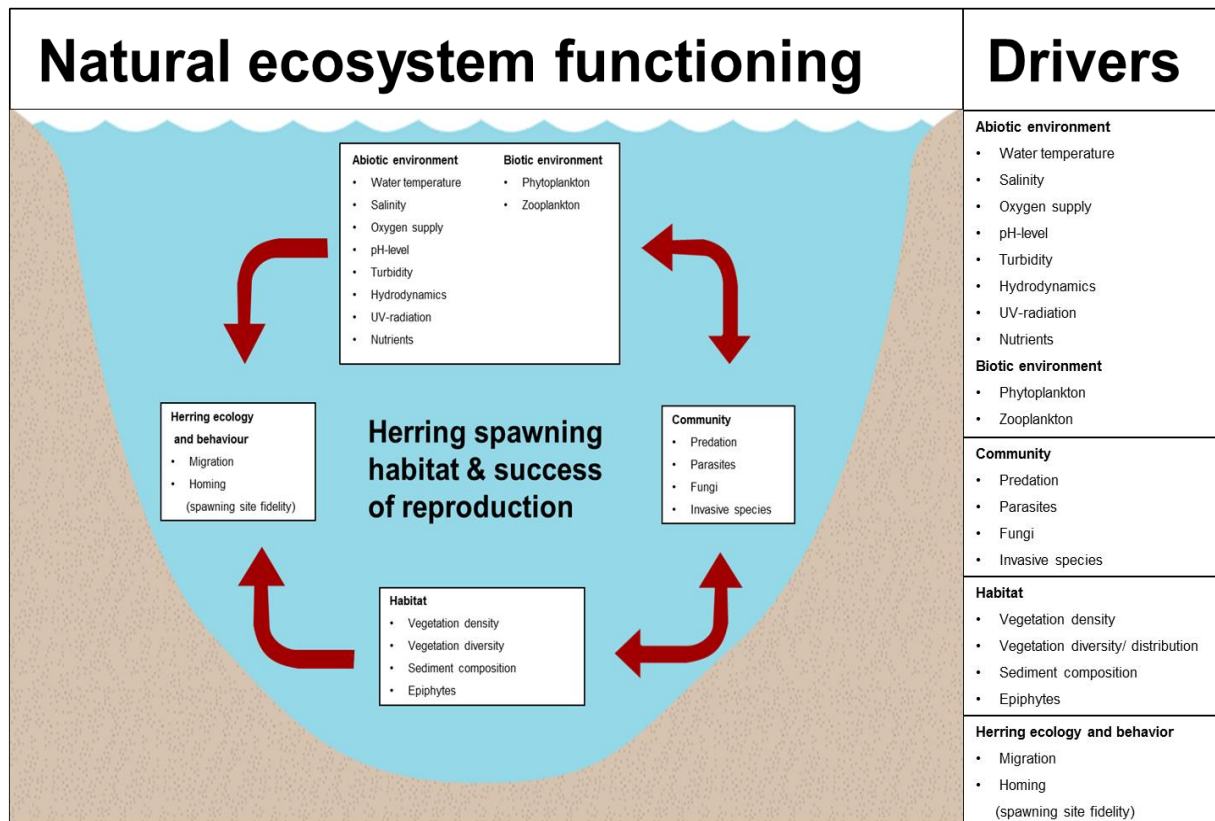 Natural ecosystem functioning
Abiotic environment
• Water temperature
• Salinity
• Oxygen supply
• pH-level
• Turbidity
• Hydrodynamics
• UV-radiation
• Nutrients
Biotic environment
• Phytoplankton
• Zooplankton
Herring ecology
and behaviour
• Migration
• Homing
(spawning site fidelity)
Herring spawning
habitat & success
of reproduction
Community
• Predation
• Parasites
• Fungi
• Invasive species
Habitat
• Vegetation density
• Vegetation diversity
• Sediment composition
• Epiphytes
Drivers
Abiotic environment
• Water temperature
• Salinity
• Oxygen supply
• pH-level
• Turbidity
• Hydrodynamics
• UV-radiation
• Nutrients
Biotic environment
• Phytoplankton
• Zooplankton
Community
• Predation
• Parasites
• Fungi
• Invasive species
Habitat
• Vegetation density
• Vegetation diversity/ distribution
• Sediment composition
• Epiphytes
Herring ecology and behavior
• Migration
• Homing
(spawning site fidelity)